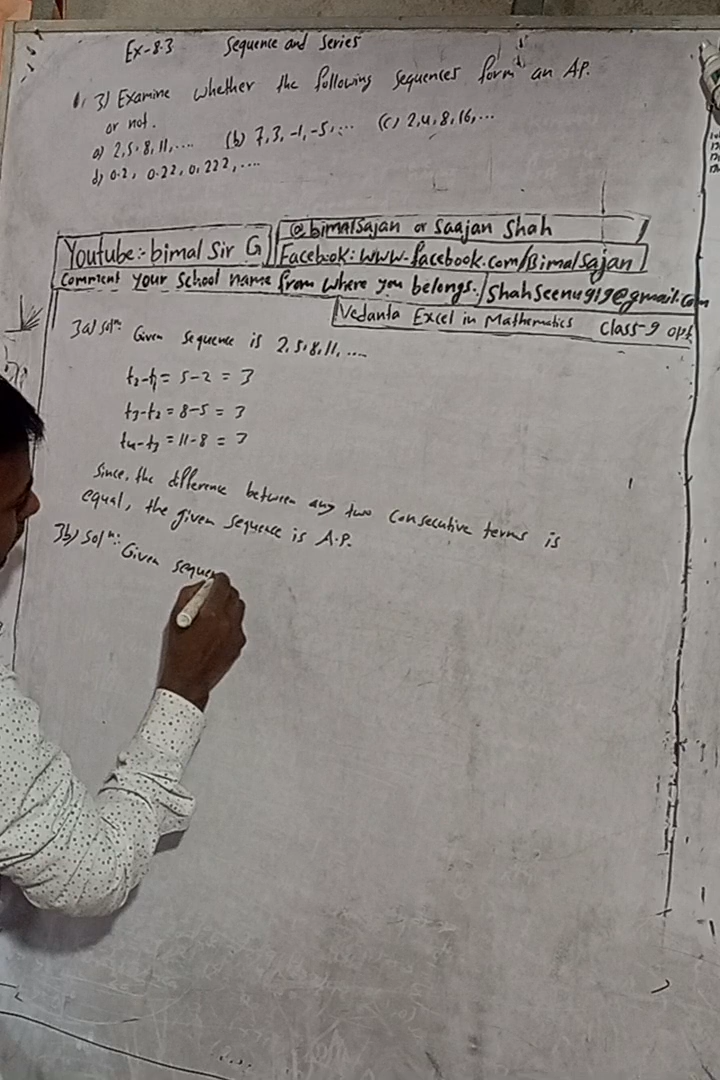 Ex-8.3 Sequence and Series
3) Examine whether the following sequences form an AP.
or not.
a) 2,5,8,11,.... (b) 7,3,-1,-5,... (c) 2,4,8,16,...
d) 0.2, 0.22,0.222,....
@bimalSajan or Saajan Shah
Youtube:- bimal Sir G
Facebook: www.facebook.com/BimalSajan
Comment your School name from where you belongs. / Shahseenu919@gmail.com
Vedanta Excel in Mathematics Class-9 opt
3a) solⁿ: Given sequence is 2,5,8,11,....
t₂-t₁ = 5-2 = 3
t₃-t₂ = 8-5 = 3
t₄-t₃ = 11-8 = 3
Since, the difference between any two consecutive terms is
equal, the given sequence is A.P.
3b) Solⁿ: Given seque